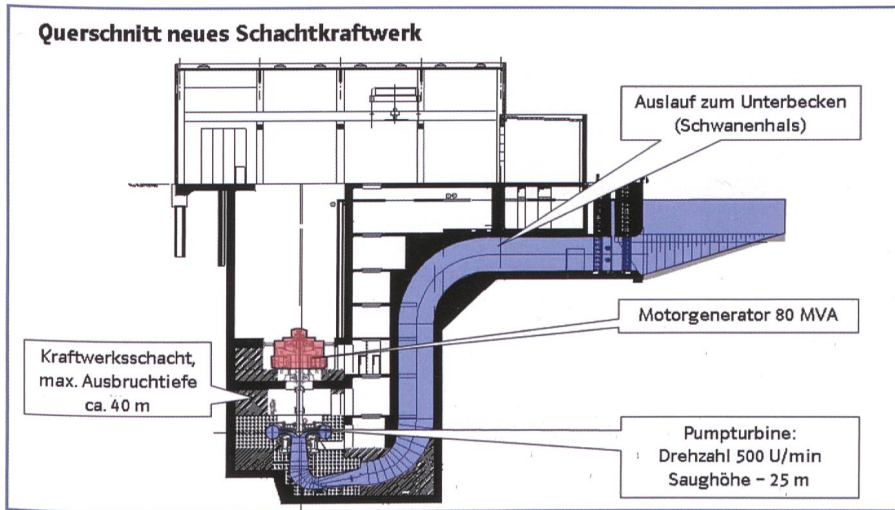 Querschnitt neues Schachtkraftwerk
Auslauf zum Unterbecken
(Schwanenhals)
Motorgenerator 80 MVA
Kraftwerksschacht,
max. Ausbruchtiefe
ca. 40 m
Pumpturbine:
Drehzahl 500 U/min
Saughöhe – 25 m